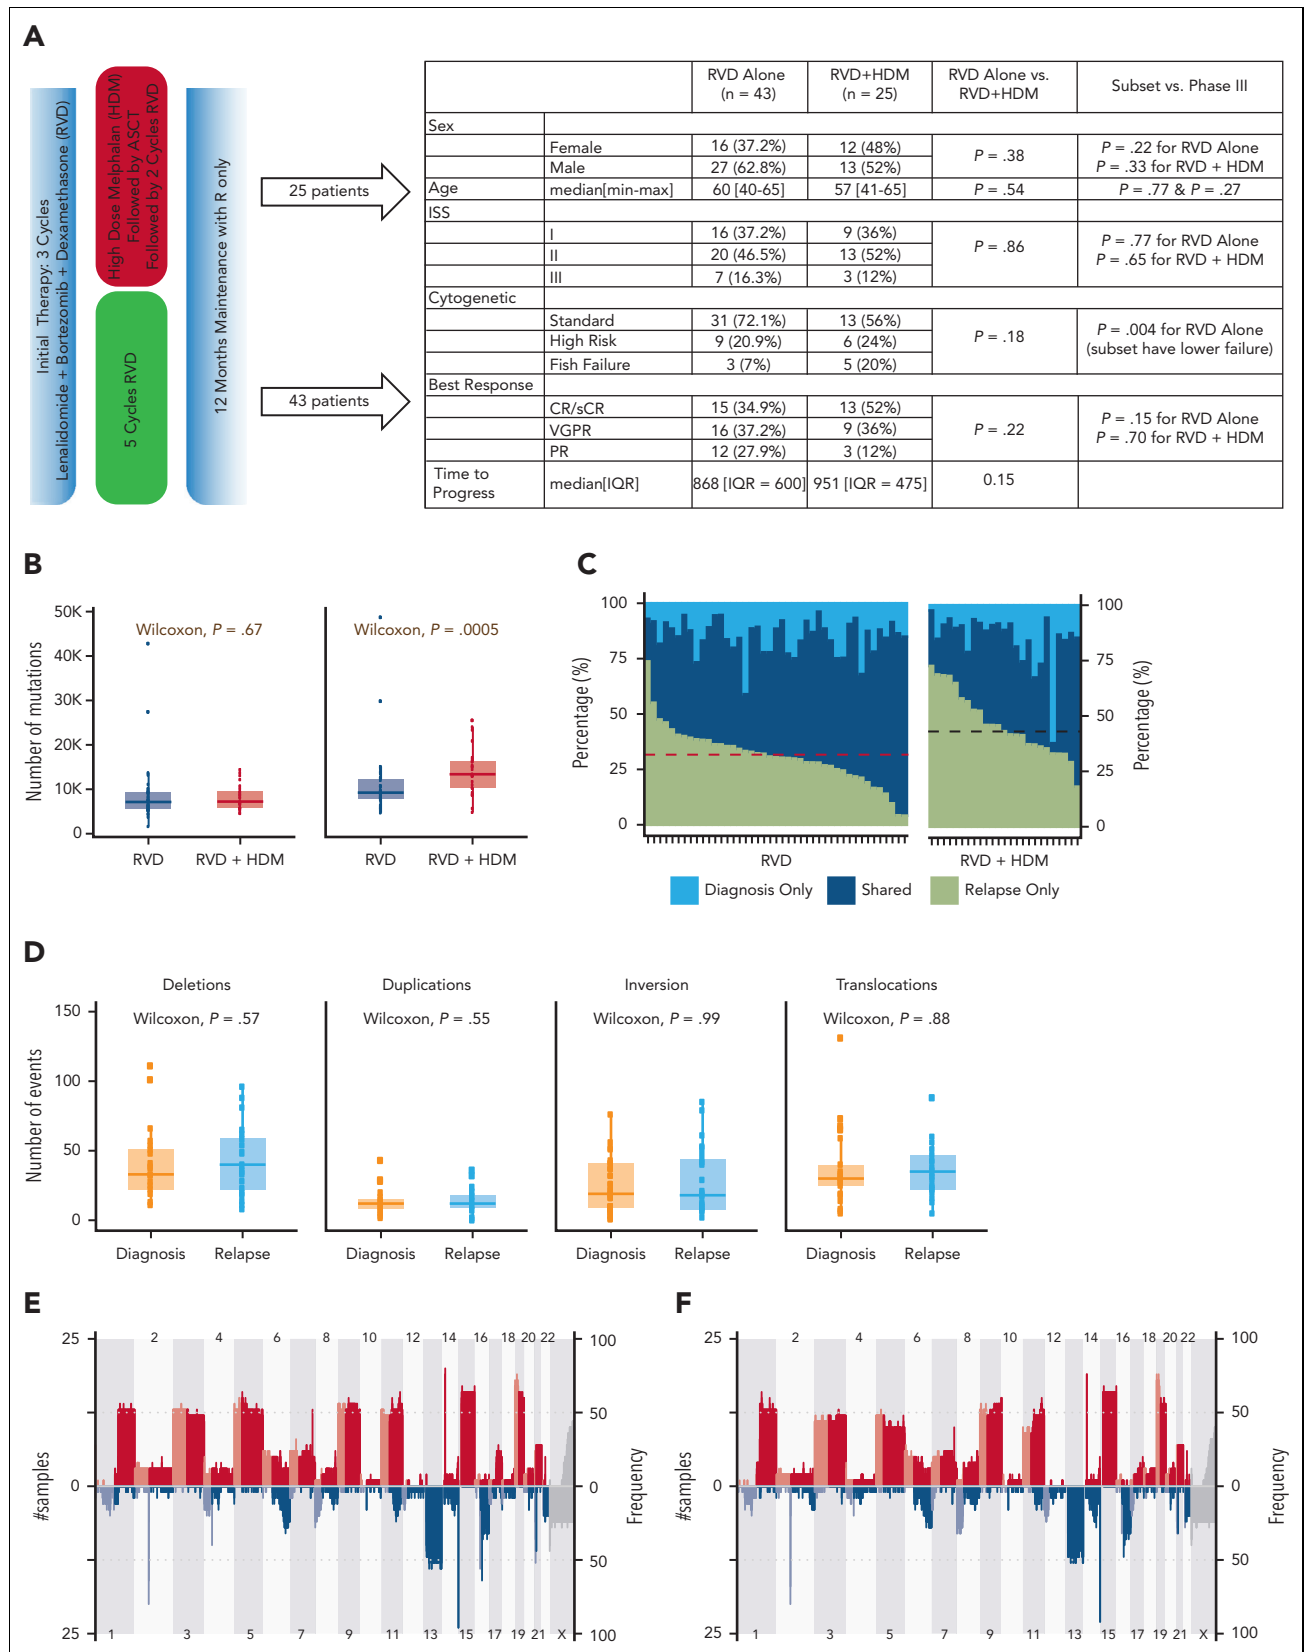 A
Initial Therapy: 3 Cycles
Lenalidomide + Bortezomib + Dexamethasone (RVD)
High Dose Melphalan (HDM)
Followed by ASCT
Followed by 2 Cycles RVD
5 Cycles RVD
12 Months Maintenance with R only
25 patients
43 patients
RVD Alone (n = 43) RVD+HDM (n = 25) RVD Alone vs. RVD+HDM Subset vs. Phase III
Sex
Female 16 (37.2%) 12 (48%) P = .38 P = .22 for RVD Alone
Male 27 (62.8%) 13 (52%) P = .33 for RVD + HDM
Age median[min-max] 60 [40-65] 57 [41-65] P = .54 P = .77 & P = .27
ISS
I 16 (37.2%) 9 (36%) P = .86 P = .77 for RVD Alone
II 20 (46.5%) 13 (52%) P = .65 for RVD + HDM
III 7 (16.3%) 3 (12%)
Cytogenetic
Standard 31 (72.1%) 13 (56%) P = .18 P = .004 for RVD Alone
High Risk 9 (20.9%) 6 (24%) (subset have lower failure)
Fish Failure 3 (7%) 5 (20%)
Best Response
CR/sCR 15 (34.9%) 13 (52%) P = .22 P = .15 for RVD Alone
VGPR 16 (37.2%) 9 (36%) P = .70 for RVD + HDM
PR 12 (27.9%) 3 (12%)
Time to Progress median[IQR] 868 [IQR = 600] 951 [IQR = 475] 0.15
B
Number of mutations
50K
40K
30K
20K
10K
0
Wilcoxon, P = .67
Wilcoxon, P = .0005
RVD RVD + HDM RVD RVD + HDM
C
Percentage (%)
100
75
50
25
0
100
75
50
25
0
Percentage (%)
RVD RVD + HDM
Diagnosis Only Shared Relapse Only
D
Deletions Duplications Inversion Translocations
Wilcoxon, P = .57 Wilcoxon, P = .55 Wilcoxon, P = .99 Wilcoxon, P = .88
Number of events
150
100
50
0
Diagnosis Relapse Diagnosis Relapse Diagnosis Relapse Diagnosis Relapse
E
25 2 4 6 8 10 12 14 16 18 20 22 100
50
0 0
50
25 1 3 5 7 9 11 13 15 17 19 21 X 100
#samples
Frequency
F
25 2 4 6 8 10 12 14 16 18 20 22 100
50
0 0
50
25 1 3 5 7 9 11 13 15 17 19 21 X 100
#samples
Frequency